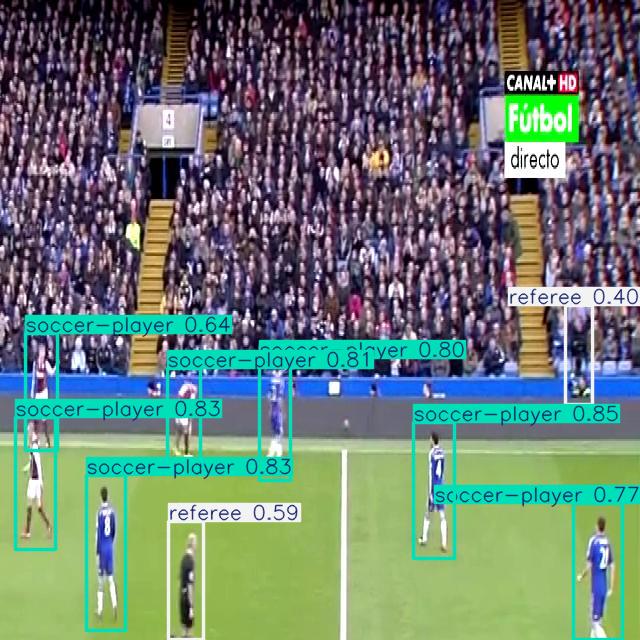 CANAL+ HD
Fútbol
directo
4
referee 0.40
soccer-player 0.64
soccer-player 0.80
soccer-player 0.81
soccer-player 0.83
soccer-player 0.85
soccer-player 0.83
soccer-player 0.77
referee 0.59
4
8